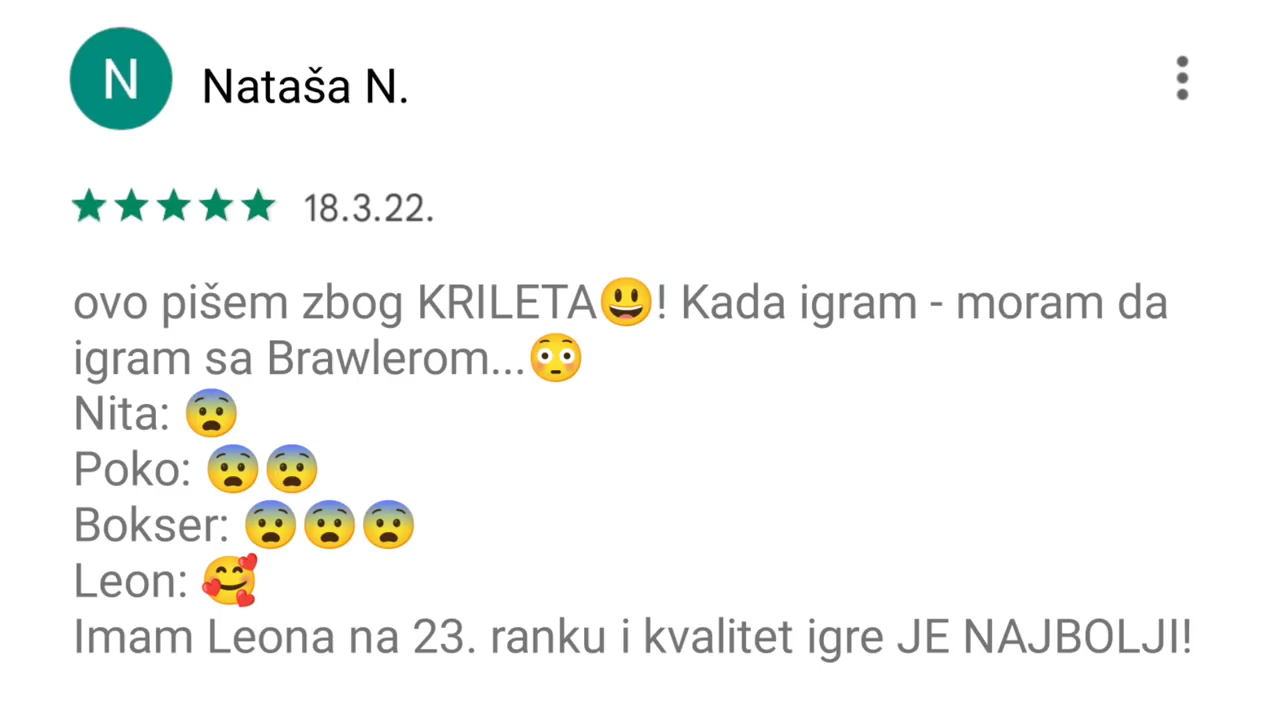 N
Nataša N.
18.3.22.
ovo pišem zbog KRILETA😃! Kada igram - moram da
igram sa Brawlerom...😳
Nita: 😨
Poko: 😨😨
Bokser: 😨😨😨
Leon: 🥰
Imam Leona na 23. ranku i kvalitet igre JE NAJBOLJI!